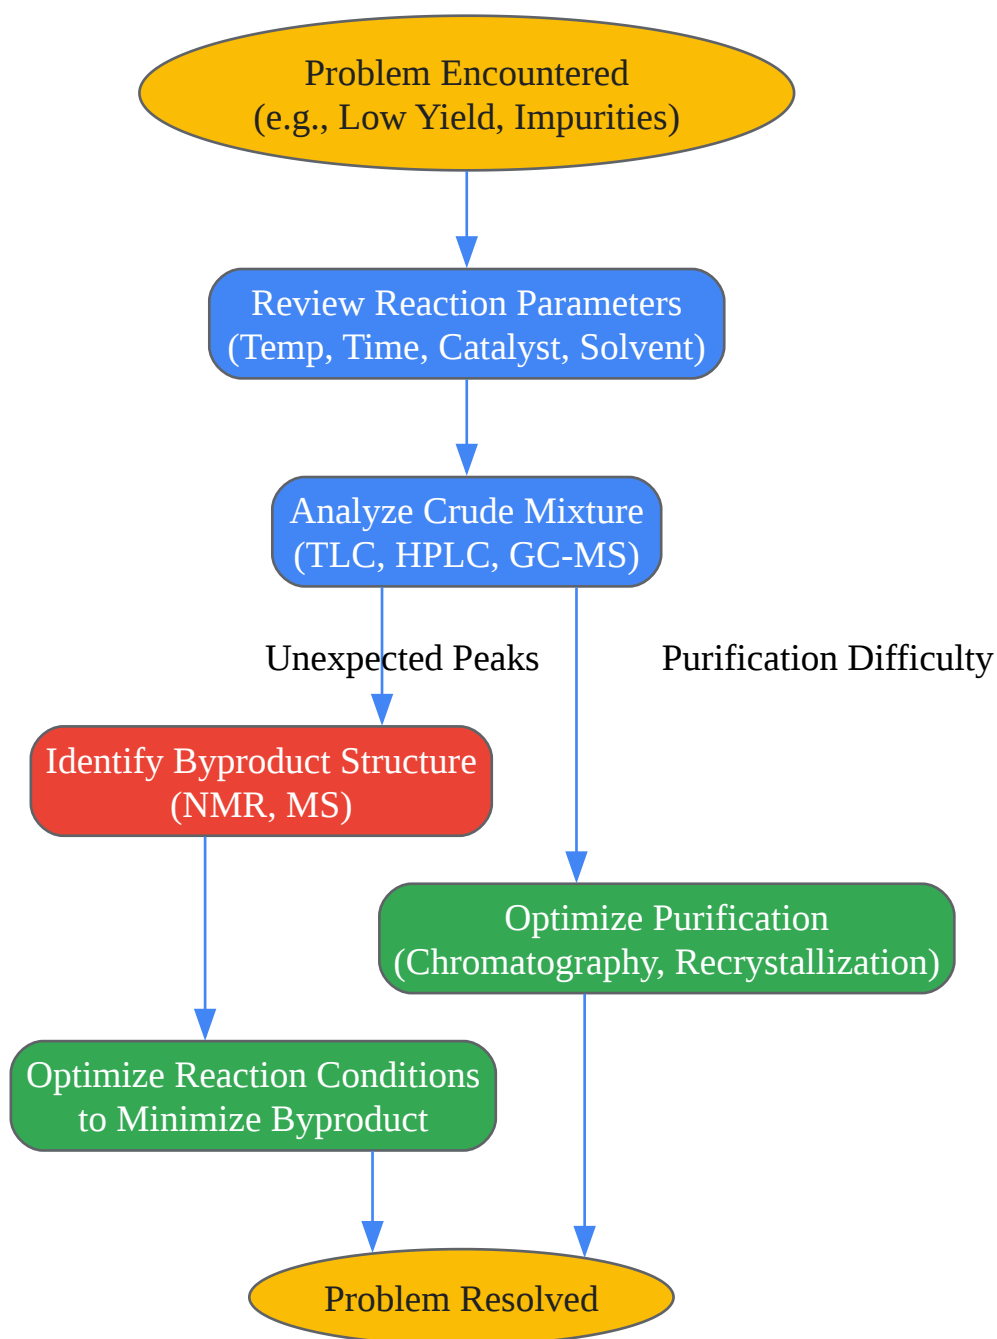 Problem Encountered
(e.g., Low Yield, Impurities)
Review Reaction Parameters
(Temp, Time, Catalyst, Solvent)
Analyze Crude Mixture
(TLC, HPLC, GC-MS)
Unexpected Peaks
Purification Difficulty
Identify Byproduct Structure
(NMR, MS)
Optimize Purification
(Chromatography, Recrystallization)
Optimize Reaction Conditions
to Minimize Byproduct
Problem Resolved